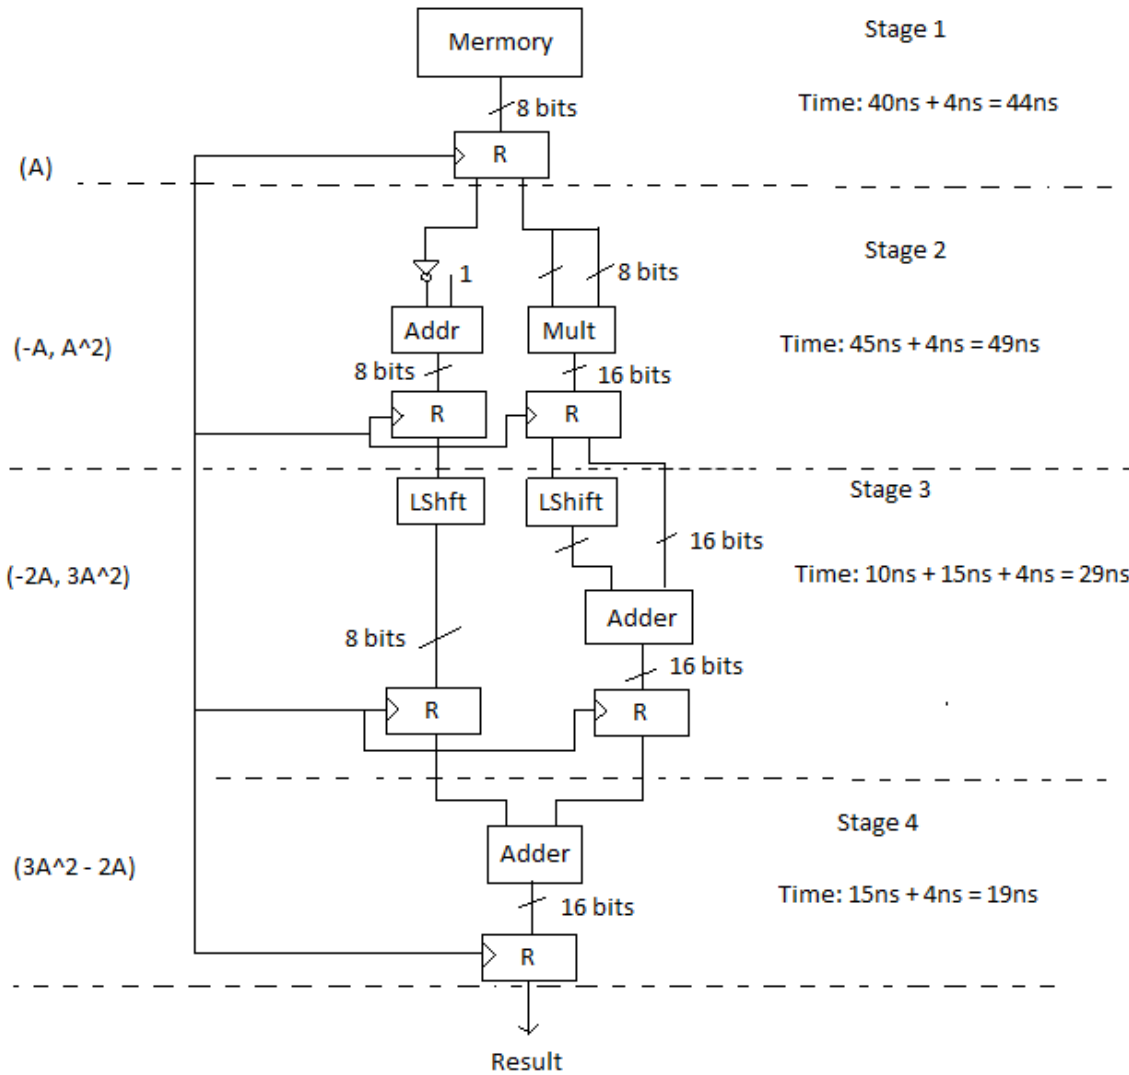 Stage 1
Mermory
Time: 40ns + 4ns = 44ns
8 bits
R
(A)
Stage 2
1
8 bits
Addr
Mult
(-A, A^2)
Time: 45ns + 4ns = 49ns
8 bits
16 bits
R
R
Stage 3
LShft
LShift
16 bits
(-2A, 3A^2)
Time: 10ns + 15ns + 4ns = 29ns
Adder
8 bits
16 bits
R
R
Stage 4
Adder
(3A^2 - 2A)
Time: 15ns + 4ns = 19ns
16 bits
R
Result